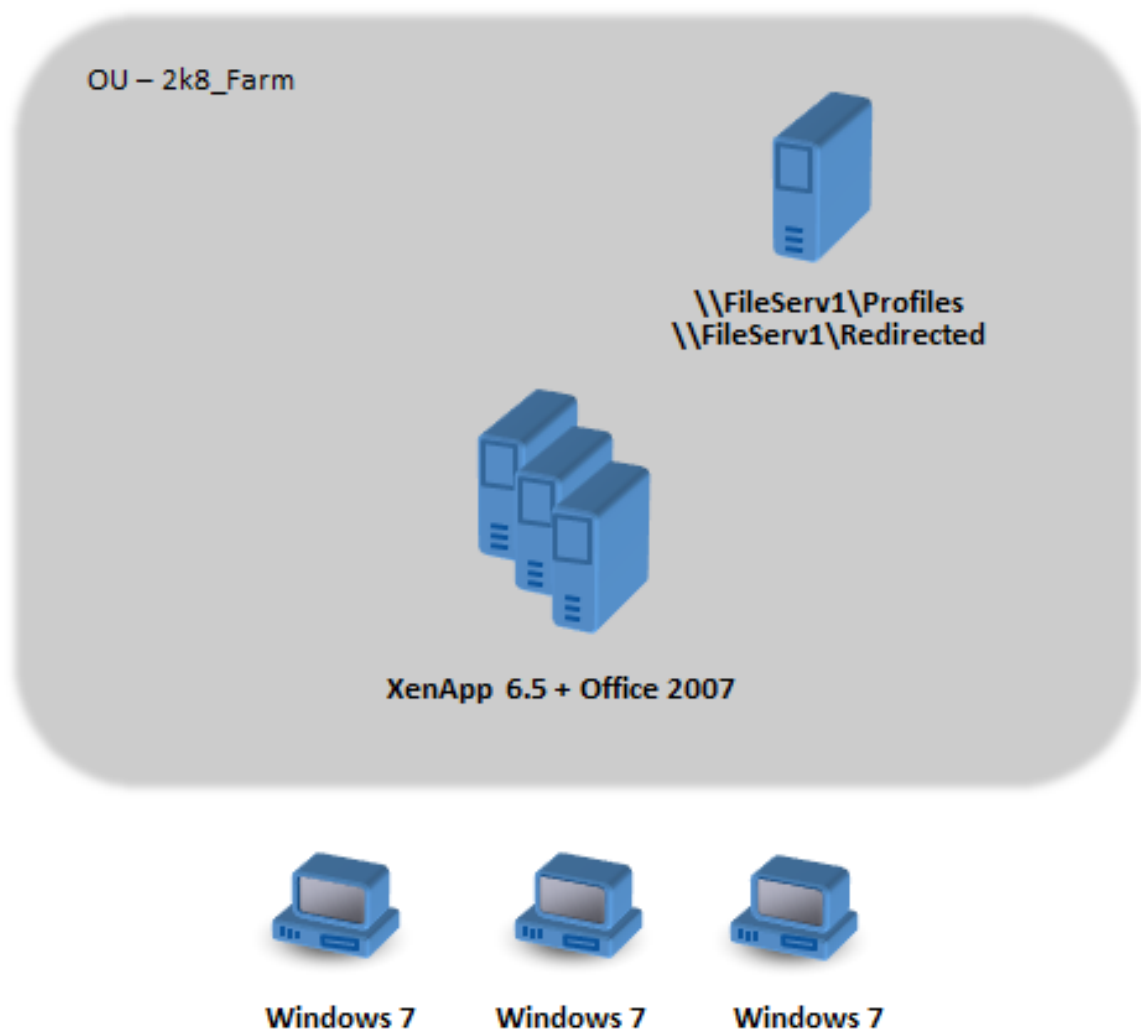 OU – 2k8_Farm
\\FileServ1\Profiles
\\FileServ1\Redirected
XenApp 6.5 + Office 2007
Windows 7
Windows 7
Windows 7